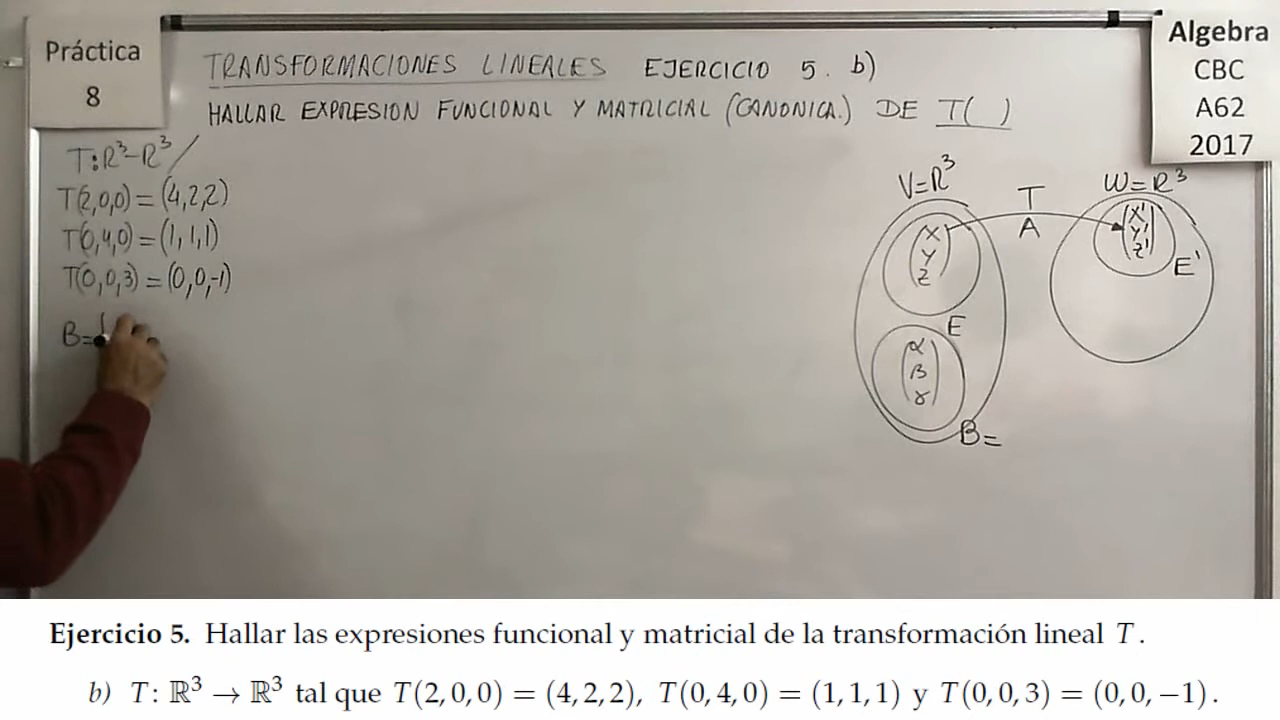 Práctica
8
TRANSFORMACIONES LINEALES EJERCICIO 5. b)
HALLAR EXPRESION FUNCIONAL Y MATRICIAL (CANONICA.) DE T( )
Algebra
CBC
A62
2017
T:R³-R³/
T(2,0,0)=(4,2,2)
T(0,4,0)=(1,1,1)
T(0,0,3)=(0,0,-1)
B={
V=R³
T
A
W=R³
x
y
z
E
x'
y'
z'
E'
α
β
γ
B=
Ejercicio 5. Hallar las expresiones funcional y matricial de la transformación lineal T.
b) T: ℝ³ → ℝ³ tal que T(2,0,0) = (4,2,2), T(0,4,0) = (1,1,1) y T(0,0,3) = (0,0,−1).